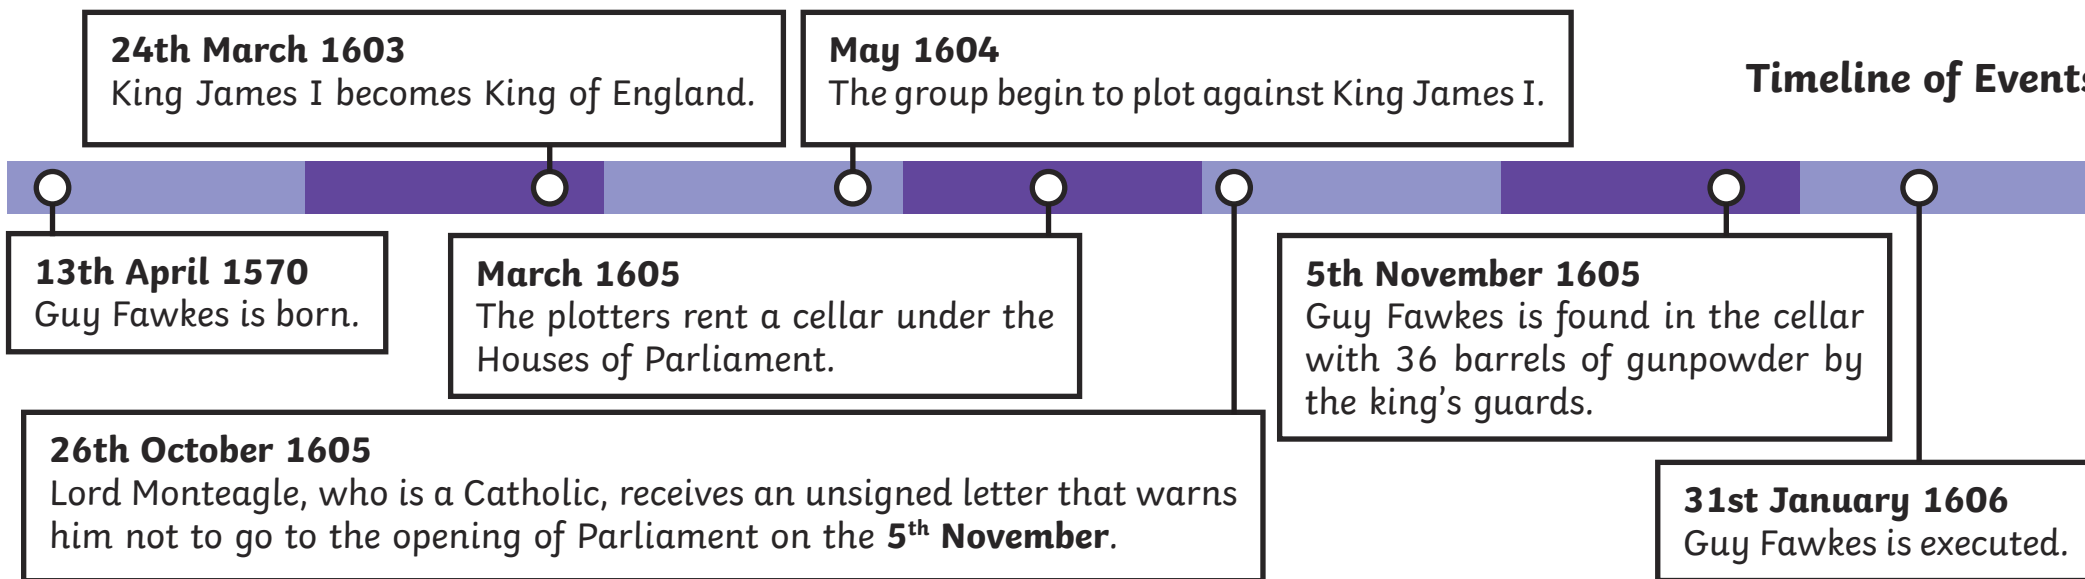 24th March 1603
King James I becomes King of England.
May 1604
The group begin to plot against King James I.
Timeline of Events
13th April 1570
Guy Fawkes is born.
March 1605
The plotters rent a cellar under the
Houses of Parliament.
5th November 1605
Guy Fawkes is found in the cellar
with 36 barrels of gunpowder by
the king's guards.
26th October 1605
Lord Monteagle, who is a Catholic, receives an unsigned letter that warns
him not to go to the opening of Parliament on the 5th November.
31st January 1606
Guy Fawkes is executed.